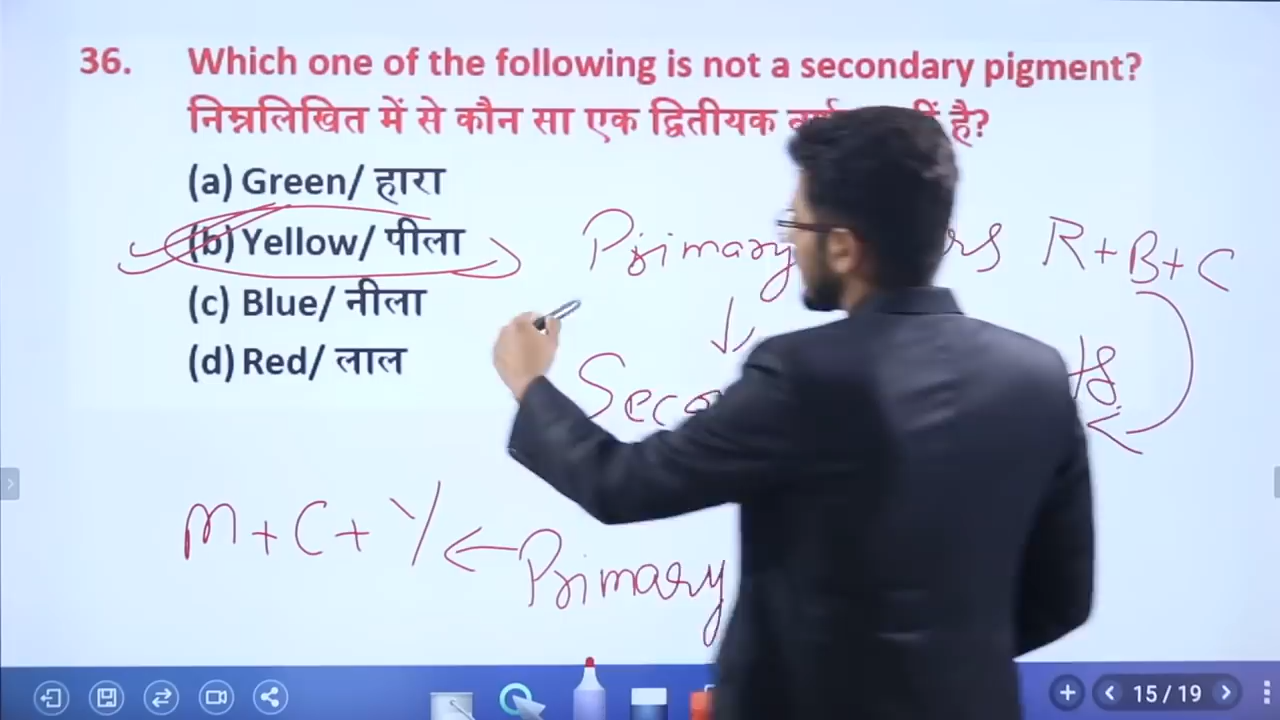 36. Which one of the following is not a secondary pigment?
निम्नलिखित में से कौन सा एक द्वितीयक है?
(a) Green/ हारा
(b) Yellow/ पीला
(c) Blue/ नीला
(d) Red/ लाल
Primary R+B+C
Seco
M+C+Y ← Primary
15 / 19